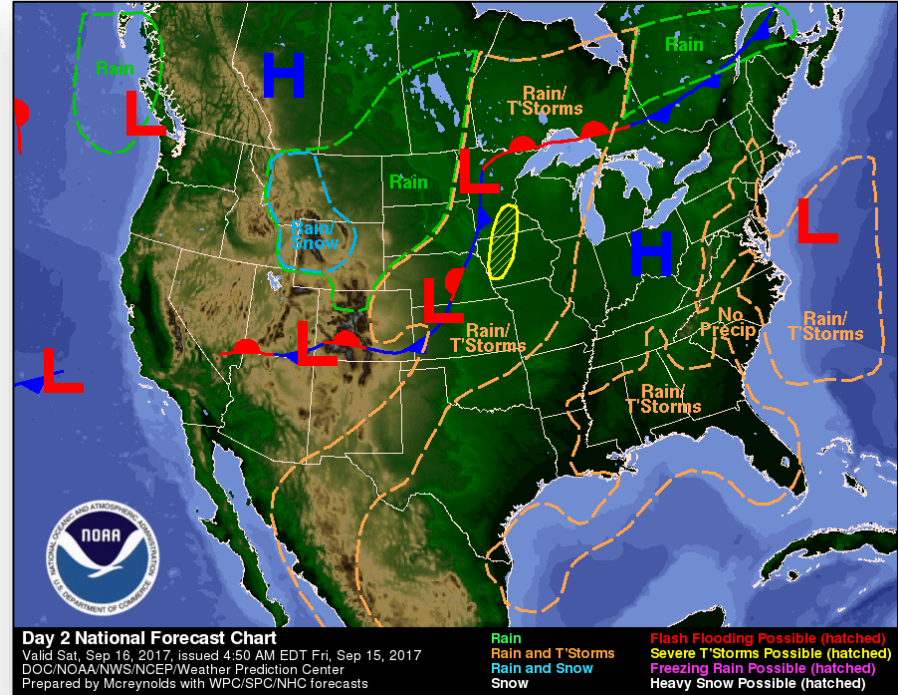 Rain
H
Rain
Rain/
T'Storms
L
L
Rain
L
Rain/
Snow
H
L
L
Rain/
T'Storms
No
Precip
Rain/
T'Storms
L
L
Rain/
T'Storms
NATIONAL OCEANIC AND ATMOSPHERIC ADMINISTRATION
NOAA
U.S. DEPARTMENT OF COMMERCE
Day 2 National Forecast Chart
Valid Sat, Sep 16, 2017, issued 4:50 AM EDT Fri, Sep 15, 2017
DOC/NOAA/NWS/NCEP/Weather Prediction Center
Prepared by Mcreynolds with WPC/SPC/NHC forecasts
Rain
Rain and T'Storms
Rain and Snow
Snow
Flash Flooding Possible (hatched)
Severe T'Storms Possible (hatched)
Freezing Rain Possible (hatched)
Heavy Snow Possible (hatched)